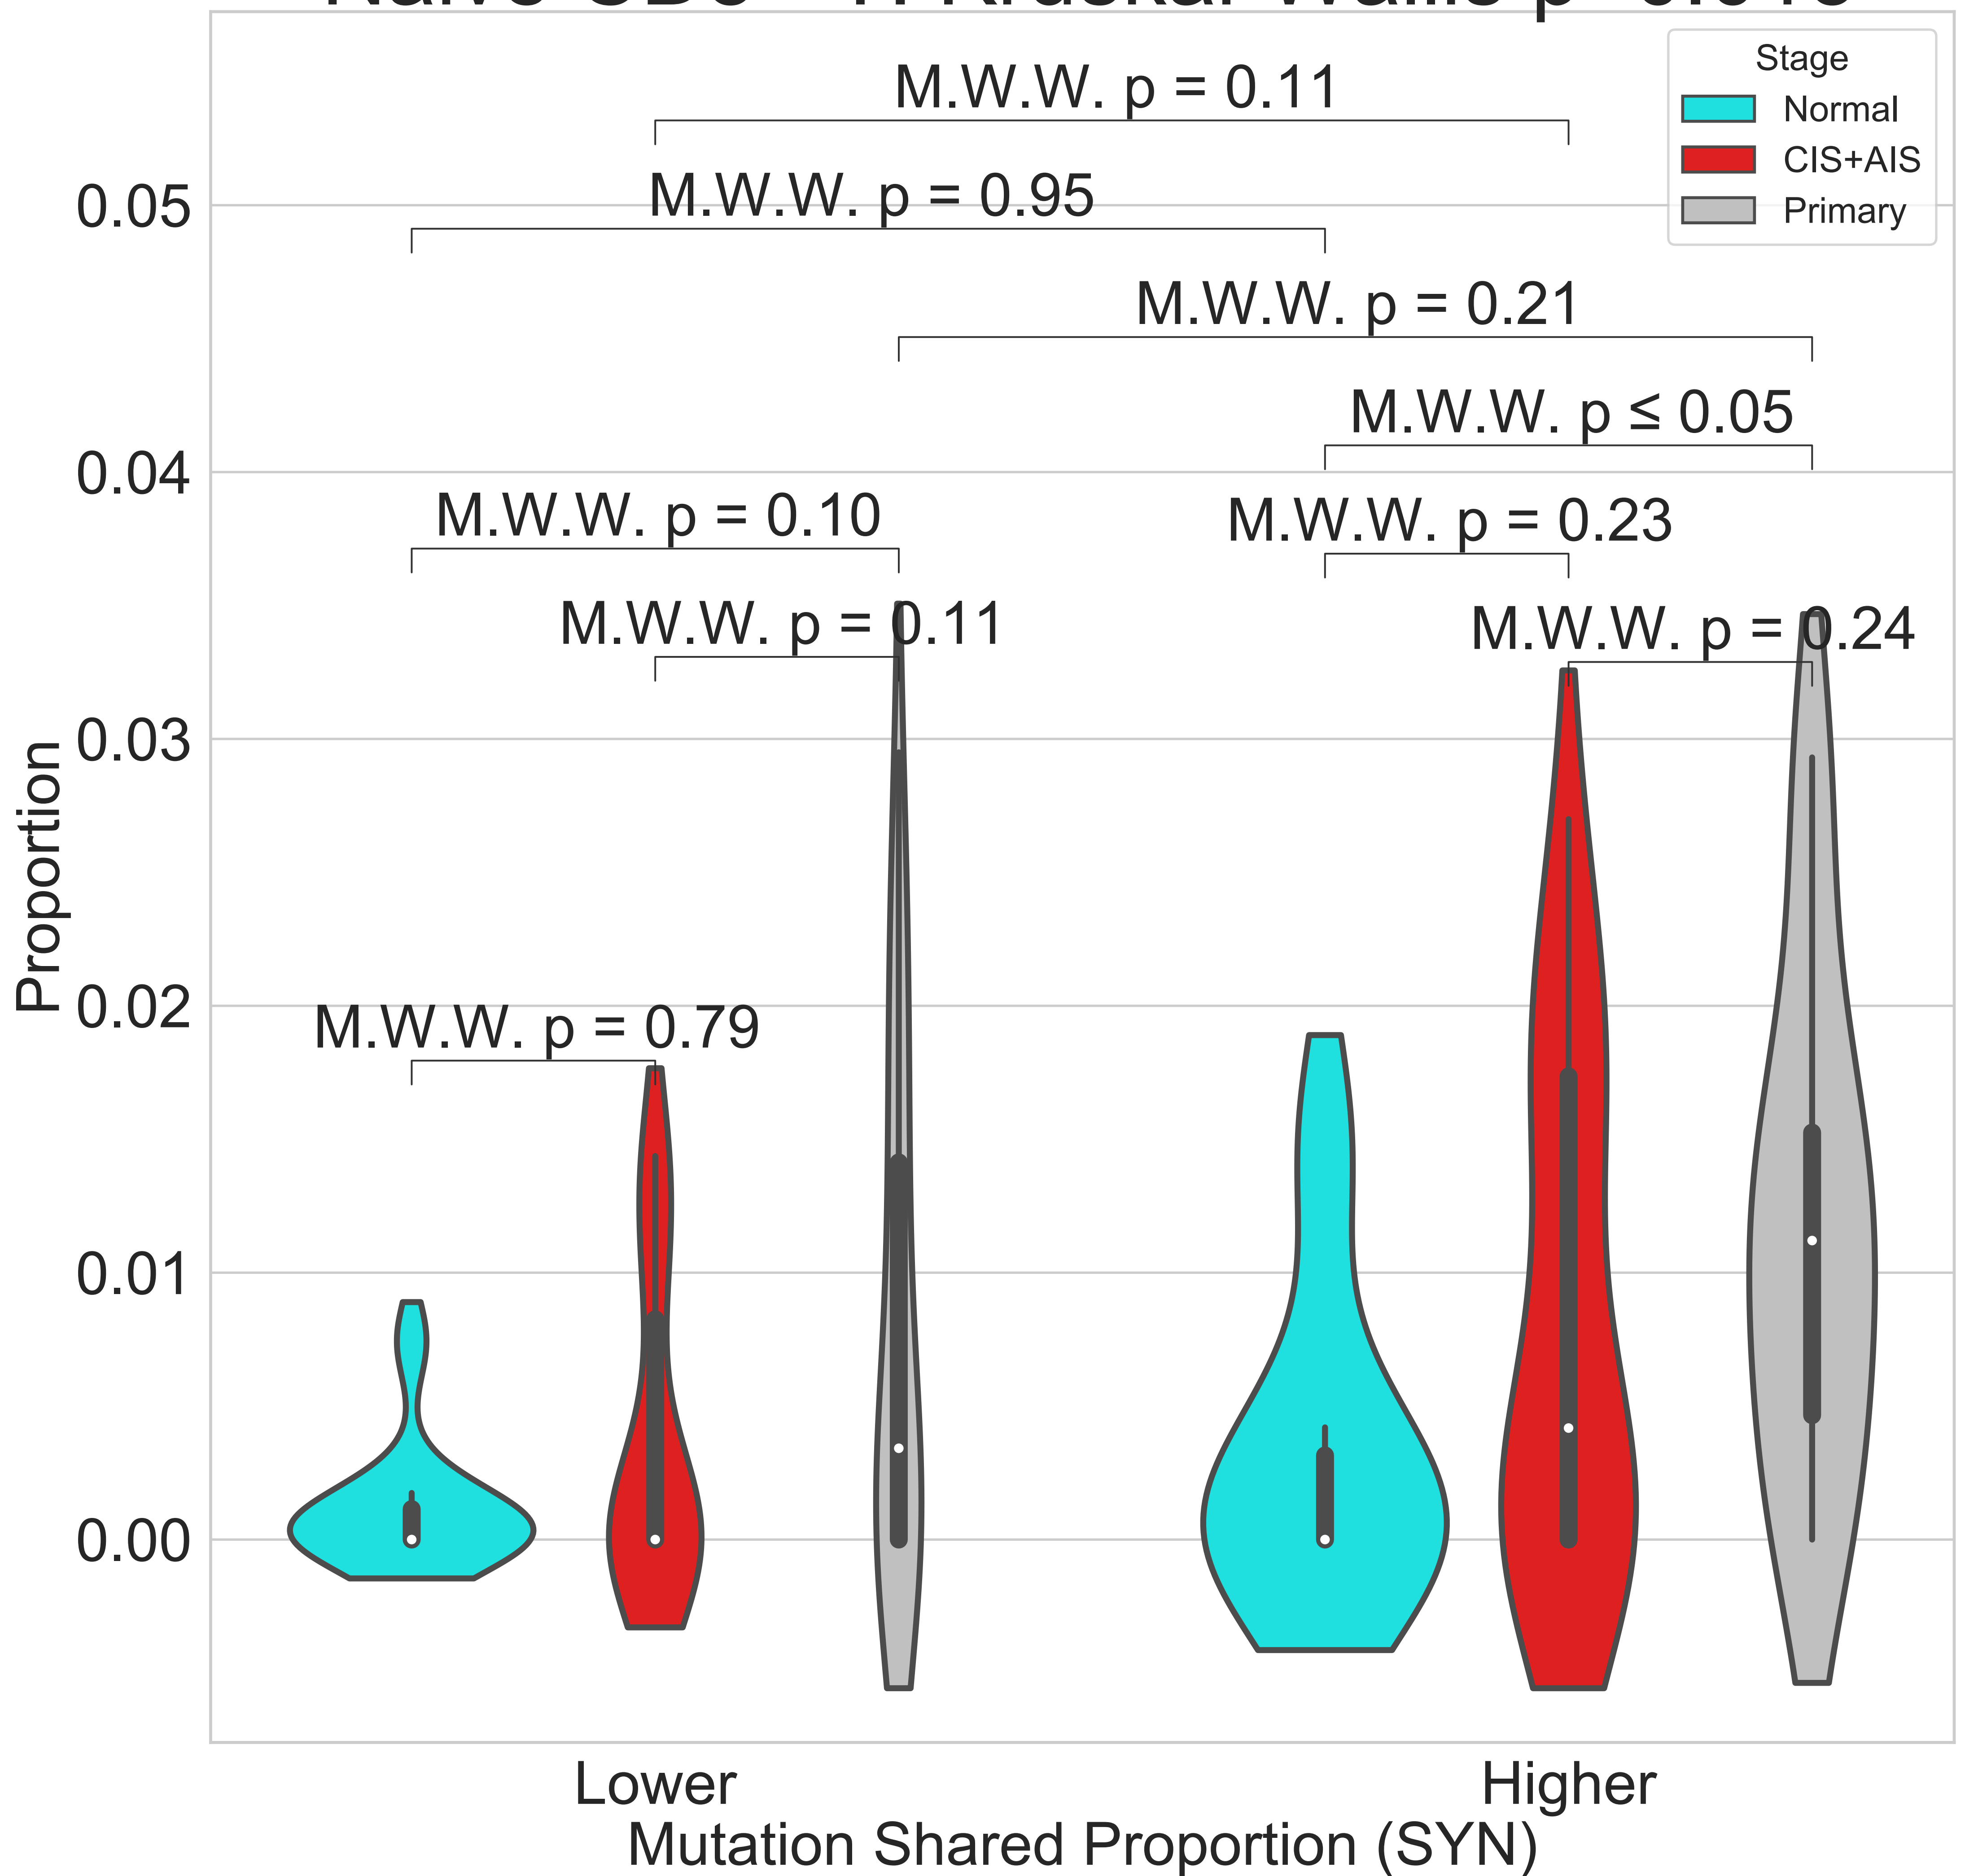 Stage
Normal
CIS+AIS
Primary
M.W.W. p = 0.11
M.W.W. p = 0.95
M.W.W. p = 0.21
M.W.W. p ≤ 0.05
M.W.W. p = 0.10
M.W.W. p = 0.23
M.W.W. p = 0.11
M.W.W. p = 0.24
M.W.W. p = 0.79
0.05
0.04
0.03
0.02
0.01
0.00
Proportion
Lower
Higher
Mutation Shared Proportion (SYN)